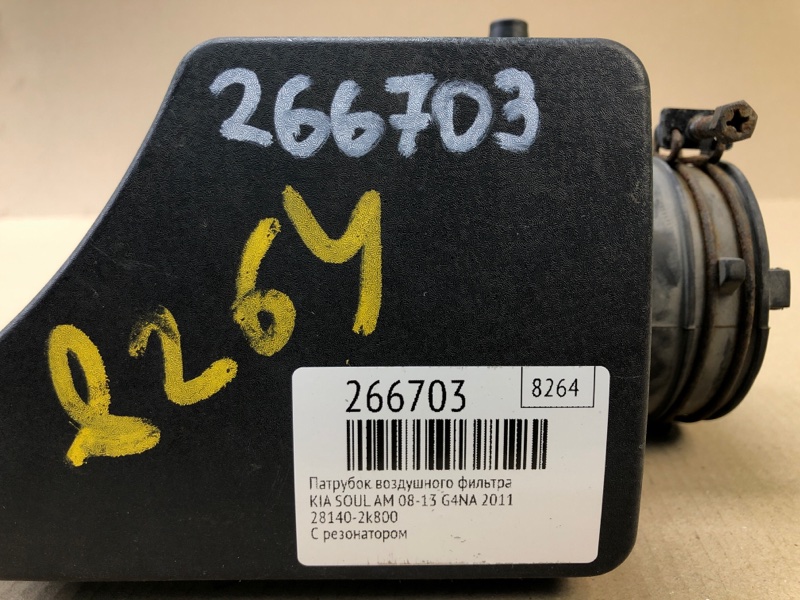 266703
8264
266703
8264
Патрубок воздушного фильтра
KIA SOUL AM 08-13 G4NA 2011
28140-2k800
С резонатором